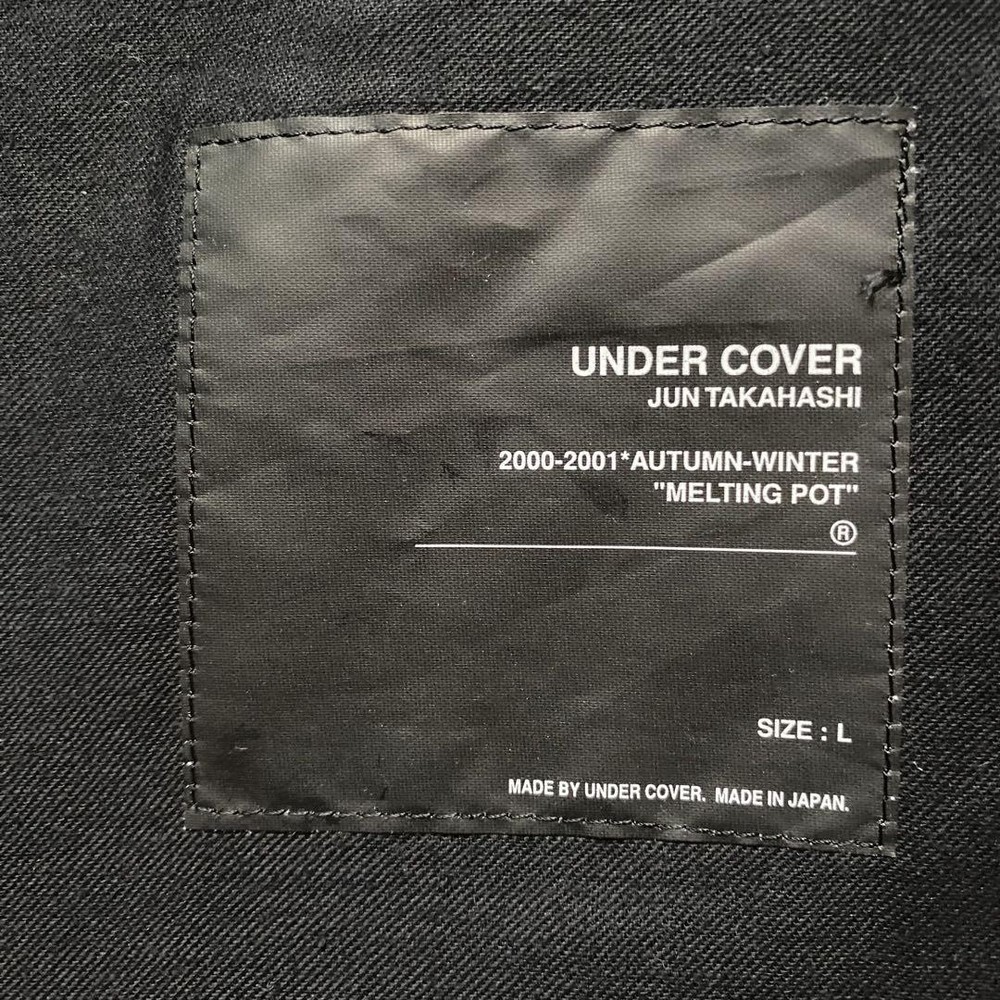 UNDER COVER
JUN TAKAHASHI
2000-2001*AUTUMN-WINTER
"MELTING POT"
®
SIZE : L
MADE BY UNDER COVER. MADE IN JAPAN.